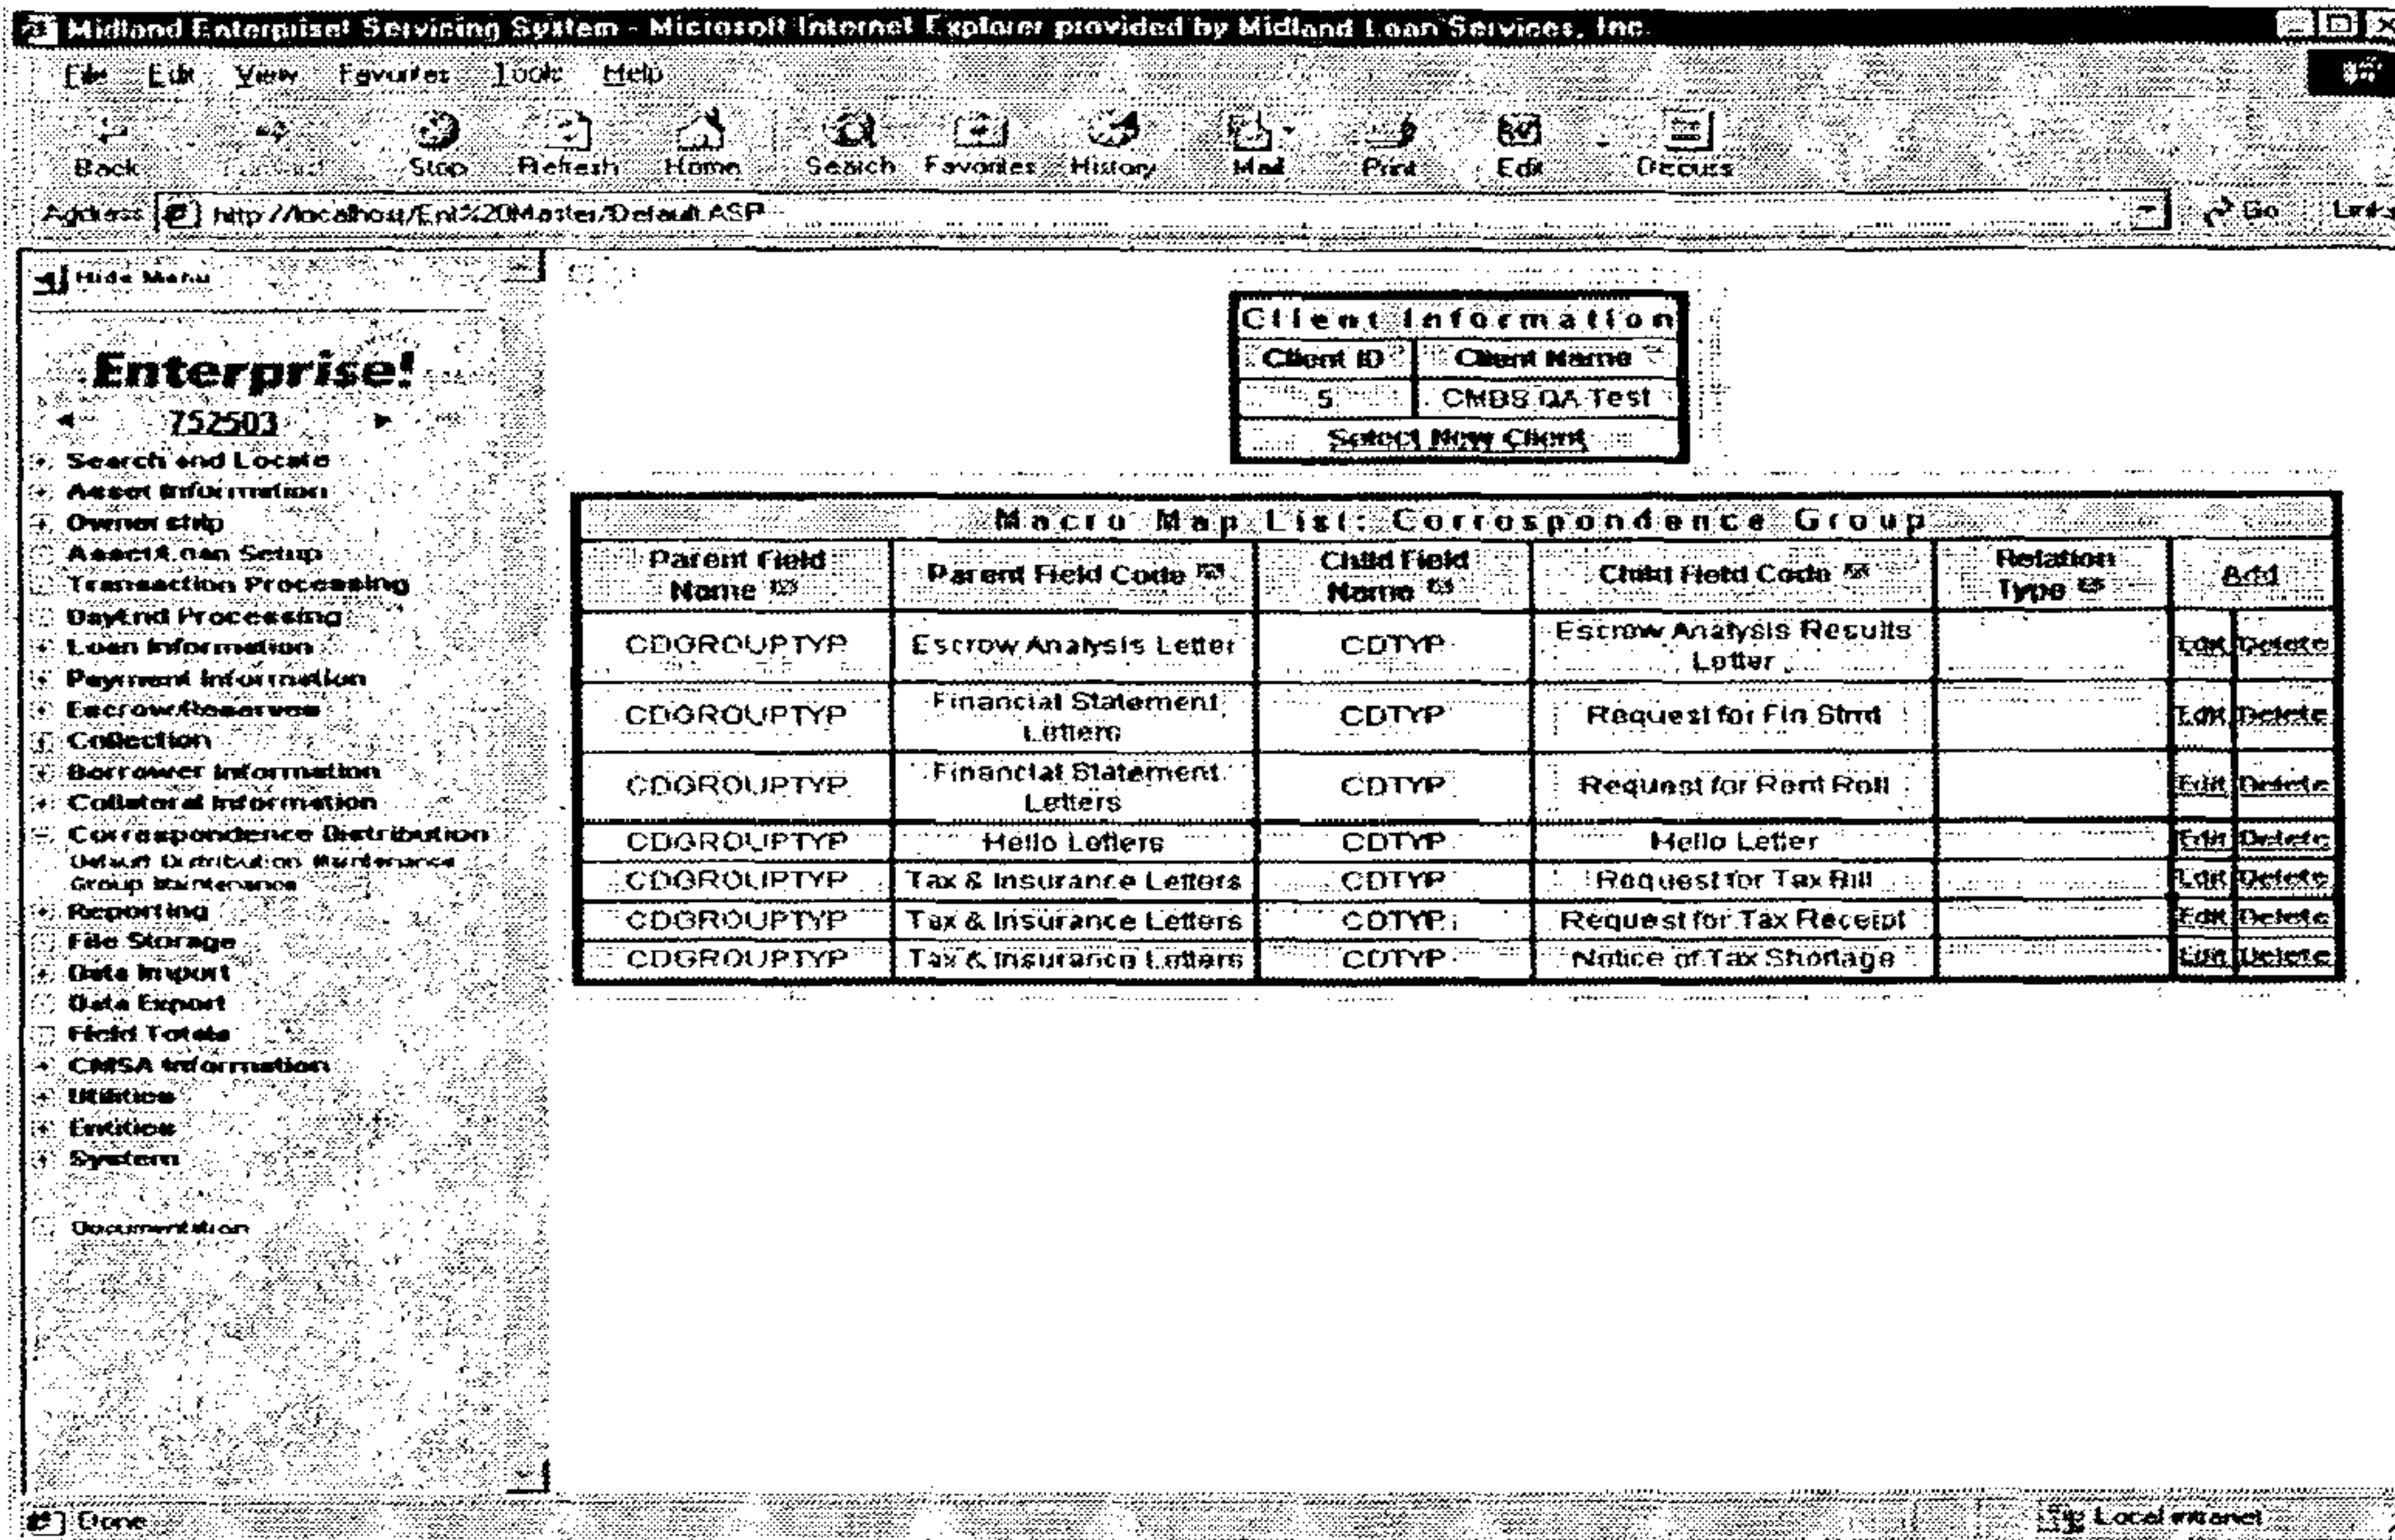 Midland Enterprise! Servicing System - Microsoft Internet Explorer provided by Midland Loan Services, Inc.
File Edit View Favorites Tools Help
Back Forward Stop Refresh Home Search Favorites History Mail Print Edit Discuss
Address http://localhost/Ent%20Master/Default.ASP Go Links
Hide Menu
Enterprise!
752503
Search and Locate
Asset Information
Ownership
Asset/Loan Setup
Transaction Processing
DayEnd Processing
Loan Information
Payment Information
Escrow/Reserves
Collection
Borrower Information
Collateral Information
Correspondence Distribution
Default Distribution Maintenance
Group Maintenance
Reporting
File Storage
Data Import
Data Export
Field Totals
CMSA Information
Utilities
Entities
System
Documentation
Client Information
Client ID Client Name
5 CMBS QA Test
Select New Client
Macro Map List: Correspondence Group
Parent Field Name Parent Field Code Child Field Name Child Field Code Relation Type Add
CDGROUPTYP Escrow Analysis Letter CDTYP Escrow Analysis Results Letter Edit Delete
CDGROUPTYP Financial Statement Letters CDTYP Request for Fin Stmt Edit Delete
CDGROUPTYP Financial Statement Letters CDTYP Request for Rent Roll Edit Delete
CDGROUPTYP Hello Letters CDTYP Hello Letter Edit Delete
CDGROUPTYP Tax & Insurance Letters CDTYP Request for Tax Bill Edit Delete
CDGROUPTYP Tax & Insurance Letters CDTYP Request for Tax Receipt Edit Delete
CDGROUPTYP Tax & Insurance Letters CDTYP Notice of Tax Shortage Edit Delete
Done Local intranet